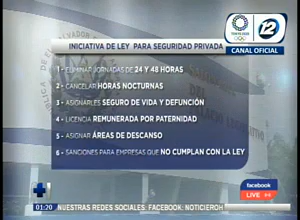 TOKYO 2020
12
CANAL OFICIAL
INICIATIVA DE LEY PARA SEGURIDAD PRIVADA
1 - ELIMINAR JORNADAS DE 24 Y 48 HORAS
2 - CANCELAR HORAS NOCTURNAS
3 - ASIGNARLES SEGURO DE VIDA Y DEFUNCIÓN
4 - LICENCIA REMUNERADA POR PATERNIDAD
5 - ASIGNAR ÁREAS DE DESCANSO
6 - SANCIONES PARA EMPRESAS QUE NO CUMPLAN CON LA LEY
facebook
LIVE
01:20 NUESTRAS REDES SOCIALES: FACEBOOK: NOTICIERO